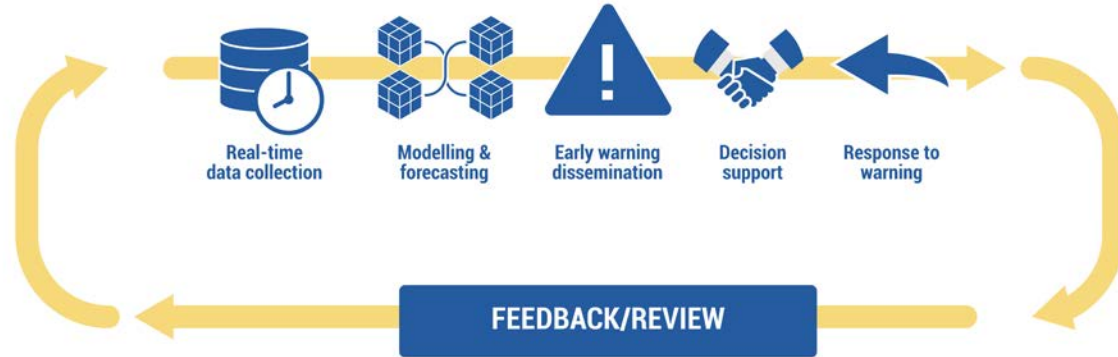 Real-time
data collection
Modelling &
forecasting
Early warning
dissemination
Decision
support
Response to
warning
FEEDBACK/REVIEW